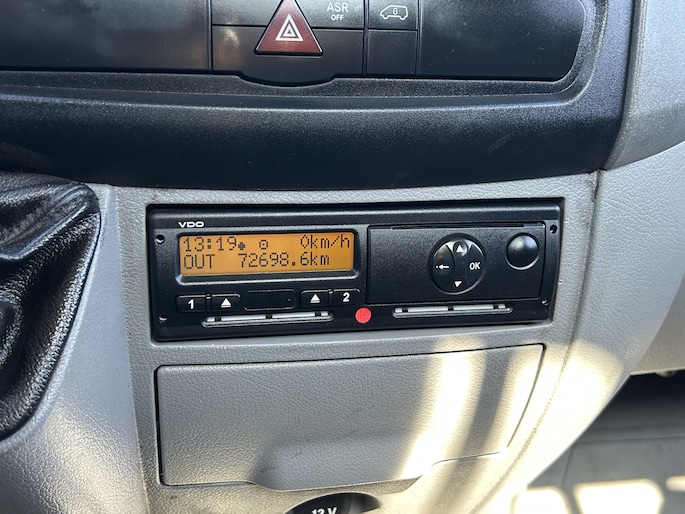 ASR
OFF
VDO
13:19 0km/h
OUT 72698.6km
OK
1 2
12 V